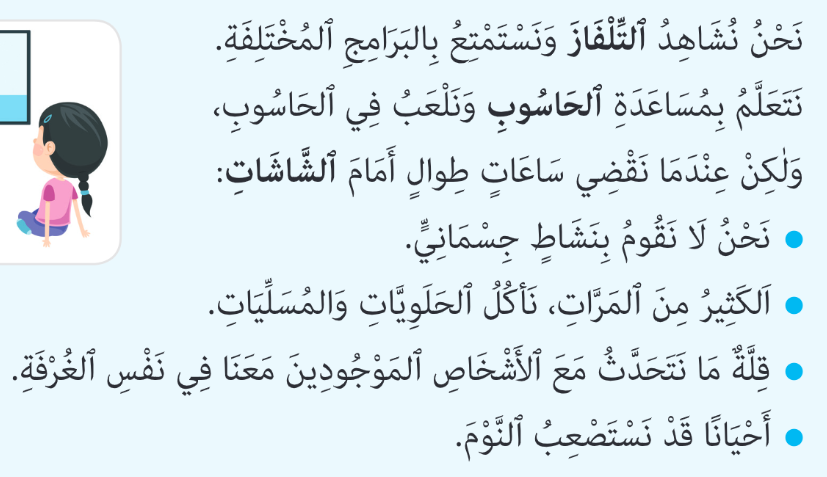 نَحْنُ نُشَاهِدُ ٱلتِّلْفَازَ وَنَسْتَمْتِعُ بِالبَرَامِجِ ٱلمُخْتَلِفَةِ.
نَتَعَلَّمُ بِمُسَاعَدَةِ ٱلحَاسُوبِ وَنَلْعَبُ فِي ٱلحَاسُوبِ،
وَلٰكِنْ عِنْدَمَا نَقْضِي سَاعَاتٍ طِوالٍ أَمَامَ ٱلشَّاشَاتِ:
• نَحْنُ لَا نَقُومُ بِنَشَاطٍ جِسْمَانِيٍّ.
• اَلكَثِيرُ مِنَ ٱلمَرَّاتِ، نَأكُلُ ٱلحَلَوِيَّاتِ وَالمُسَلِّيَاتِ.
• قِلَّةٌ مَا نَتَحَدَّثُ مَعَ ٱلأَشْخَاصِ ٱلمَوْجُودِينَ مَعَنَا فِي نَفْسِ ٱلغُرْفَةِ.
• أَحْيَانًا قَدْ نَسْتَصْعِبُ ٱلنَّوْمَ.